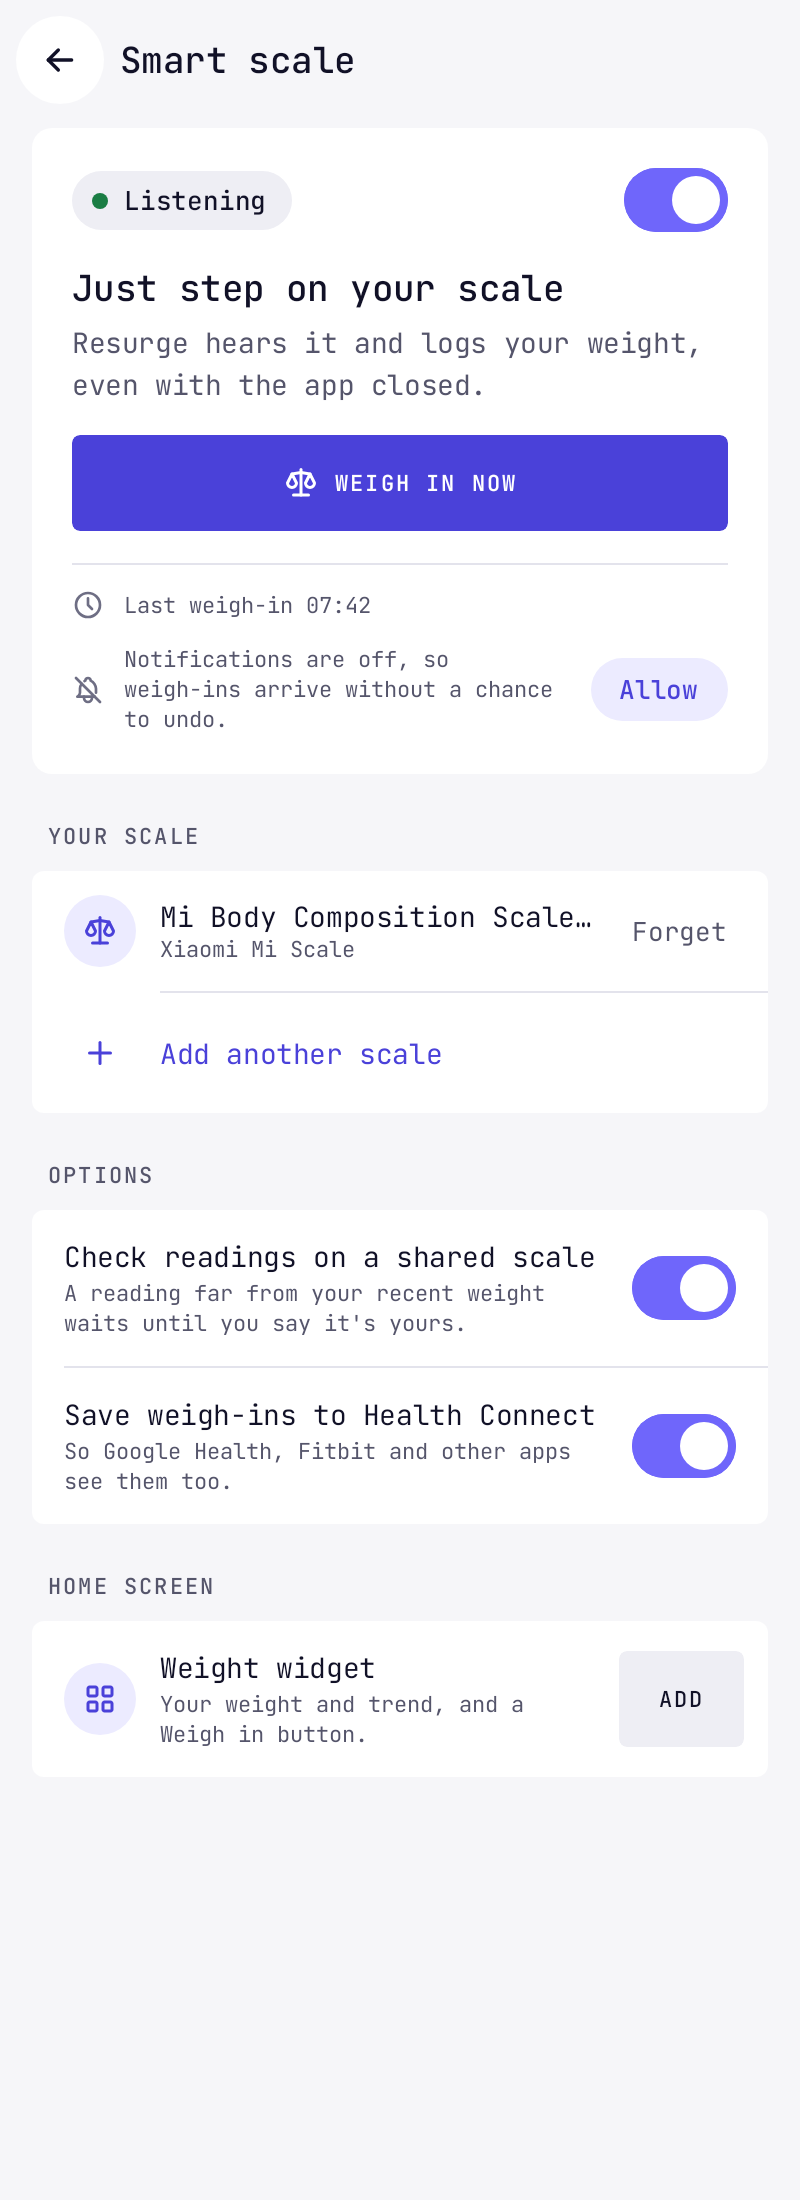 Smart scale
Listening
Just step on your scale
Resurge hears it and logs your weight,
even with the app closed.
WEIGH IN NOW
Last weigh-in 07:42
Notifications are off, so
weigh-ins arrive without a chance
to undo.
Allow
YOUR SCALE
Mi Body Composition Scale…
Xiaomi Mi Scale
Forget
Add another scale
OPTIONS
Check readings on a shared scale
A reading far from your recent weight
waits until you say it's yours.
Save weigh-ins to Health Connect
So Google Health, Fitbit and other apps
see them too.
HOME SCREEN
Weight widget
Your weight and trend, and a
Weigh in button.
ADD